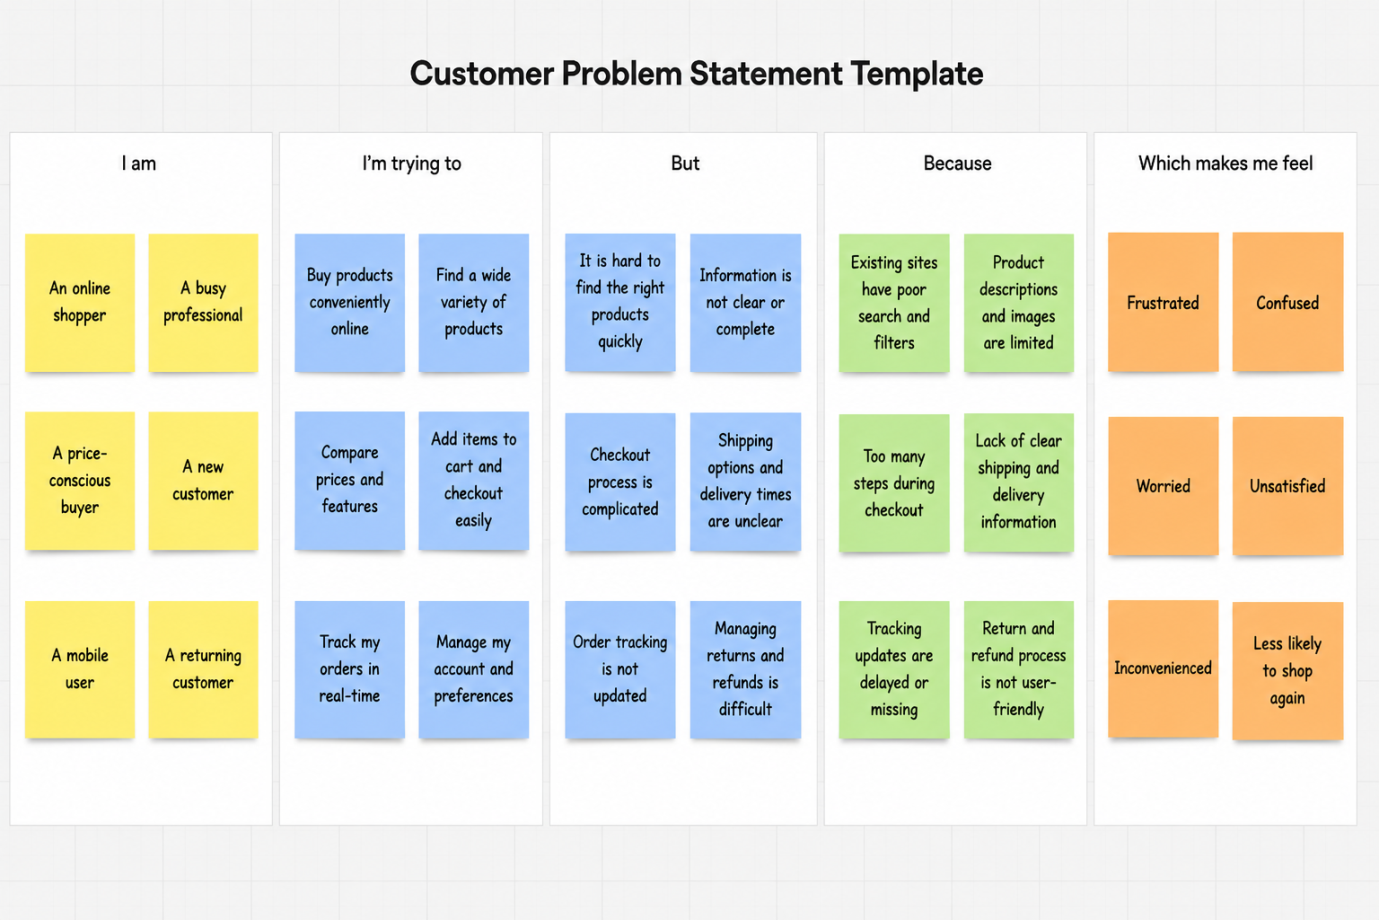 Customer Problem Statement Template
I am
An online
shopper
A busy
professional
A price-
conscious
buyer
A new
customer
A mobile
user
A returning
customer
I'm trying to
Buy products
conveniently
online
Find a wide
variety of
products
Compare
prices and
features
Add items to
cart and
checkout
easily
Track my
orders in
real-time
Manage my
account and
preferences
But
It is hard to
find the right
products
quickly
Information is
not clear or
complete
Checkout
process is
complicated
Shipping
options and
delivery times
are unclear
Order tracking
is not
updated
Managing
returns and
refunds is
difficult
Because
Existing sites
have poor
search and
filters
Product
descriptions
and images
are limited
Too many
steps during
checkout
Lack of clear
shipping and
delivery
information
Tracking
updates are
delayed or
missing
Return and
refund process
is not user-
friendly
Which makes me feel
Frustrated
Confused
Worried
Unsatisfied
Inconvenienced
Less likely
to shop
again